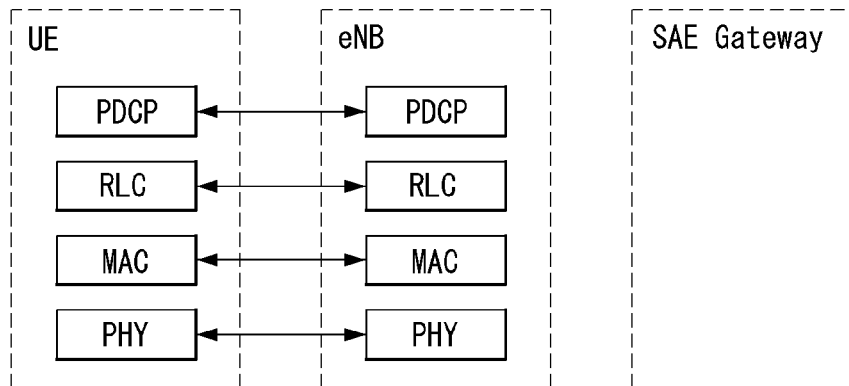 UE eNB SAE Gateway
PDCP PDCP
RLC RLC
MAC MAC
PHY PHY